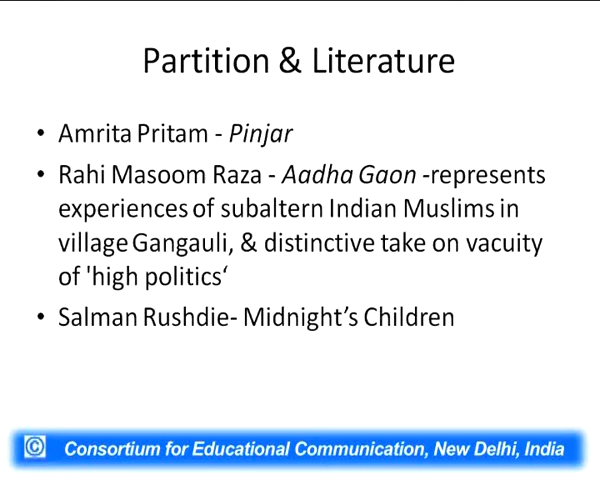 Partition & Literature
• Amrita Pritam - Pinjar
• Rahi Masoom Raza - Aadha Gaon -represents
experiences of subaltern Indian Muslims in
village Gangauli, & distinctive take on vacuity
of 'high politics‘
• Salman Rushdie- Midnight’s Children
© Consortium for Educational Communication, New Delhi, India